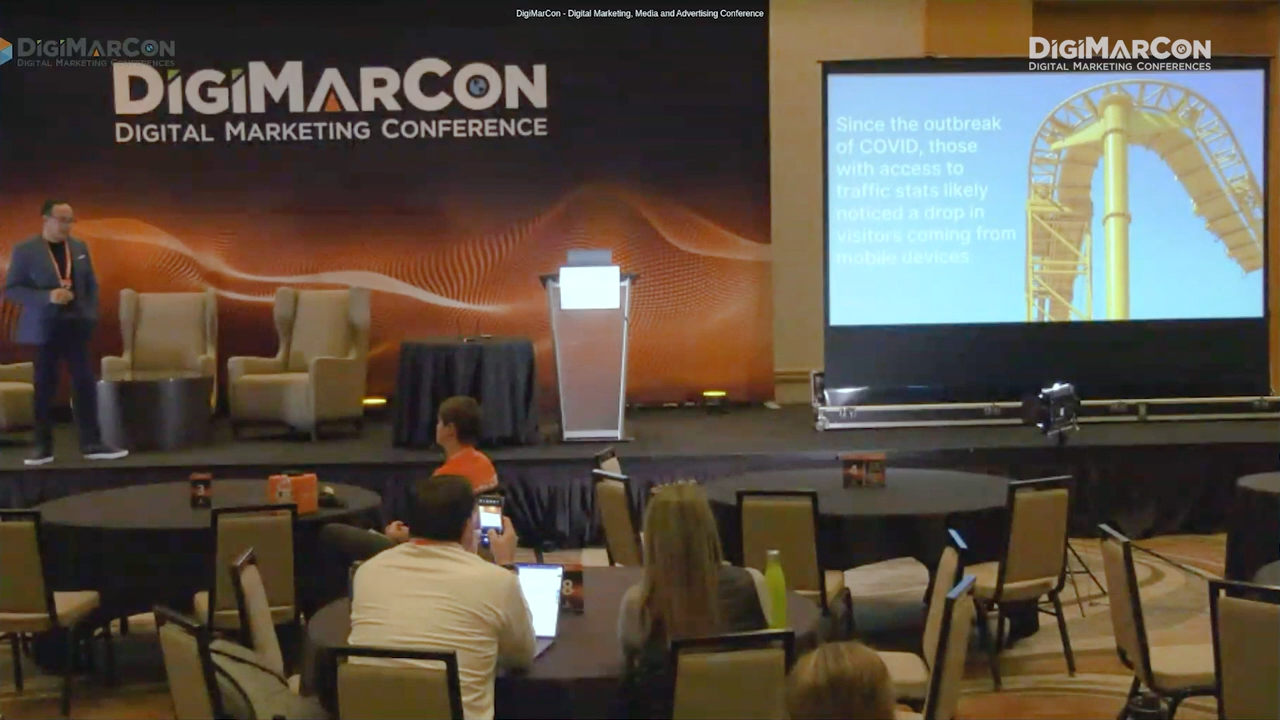 DigiMarCon - Digital Marketing, Media and Advertising Conference
DIGIMARCON
DIGITAL MARKETING CONFERENCES
DIGIMARCON
DIGITAL MARKETING CONFERENCE
DIGIMARCON
DIGITAL MARKETING CONFERENCES
Since the outbreak
of COVID, those
with access to
traffic stats likely
noticed a drop in
visitors coming from
mobile devices
3
8